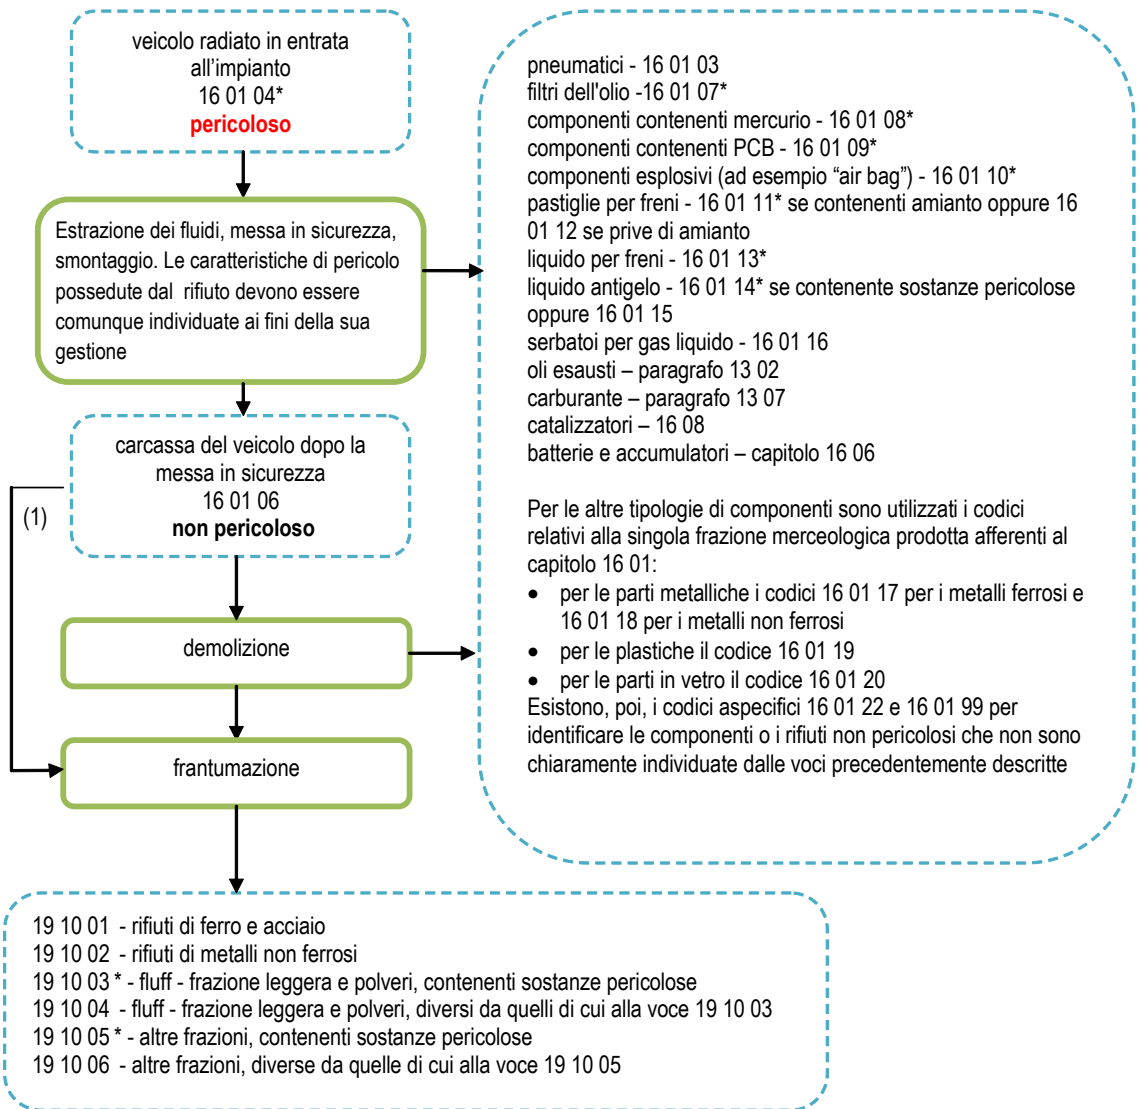 veicolo radiato in entrata
all'impianto
16 01 04*
pericoloso
Estrazione dei fluidi, messa in sicurezza,
smontaggio. Le caratteristiche di pericolo
possedute dal rifiuto devono essere
comunque individuate ai fini della sua
gestione
carcassa del veicolo dopo la
messa in sicurezza
16 01 06
non pericoloso
(1)
demolizione
frantumazione
pneumatici - 16 01 03
filtri dell'olio -16 01 07*
componenti contenenti mercurio - 16 01 08*
componenti contenenti PCB - 16 01 09*
componenti esplosivi (ad esempio “air bag”) - 16 01 10*
pastiglie per freni - 16 01 11* se contenenti amianto oppure 16
01 12 se prive di amianto
liquido per freni - 16 01 13*
liquido antigelo - 16 01 14* se contenente sostanze pericolose
oppure 16 01 15
serbatoi per gas liquido - 16 01 16
oli esausti – paragrafo 13 02
carburante – paragrafo 13 07
catalizzatori – 16 08
batterie e accumulatori – capitolo 16 06
Per le altre tipologie di componenti sono utilizzati i codici
relativi alla singola frazione merceologica prodotta afferenti al
capitolo 16 01:
• per le parti metalliche i codici 16 01 17 per i metalli ferrosi e
16 01 18 per i metalli non ferrosi
• per le plastiche il codice 16 01 19
• per le parti in vetro il codice 16 01 20
Esistono, poi, i codici aspecifici 16 01 22 e 16 01 99 per
identificare le componenti o i rifiuti non pericolosi che non sono
chiaramente individuate dalle voci precedentemente descritte
19 10 01 - rifiuti di ferro e acciaio
19 10 02 - rifiuti di metalli non ferrosi
19 10 03 * - fluff - frazione leggera e polveri, contenenti sostanze pericolose
19 10 04 - fluff - frazione leggera e polveri, diversi da quelli di cui alla voce 19 10 03
19 10 05 * - altre frazioni, contenenti sostanze pericolose
19 10 06 - altre frazioni, diverse da quelle di cui alla voce 19 10 05